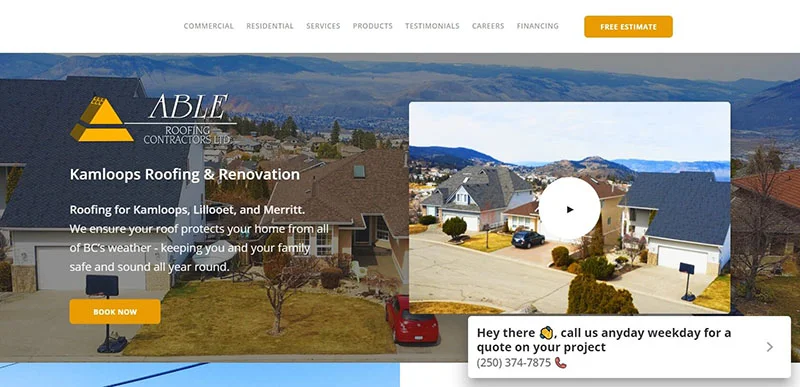 COMMERCIAL RESIDENTIAL SERVICES PRODUCTS TESTIMONIALS CAREERS FINANCING FREE ESTIMATE
ABLE
ROOFING
CONTRACTORS LTD.
Kamloops Roofing & Renovation
Roofing for Kamloops, Lillooet, and Merritt.
We ensure your roof protects your home from all
of BC's weather - keeping you and your family
safe and sound all year round.
BOOK NOW
Hey there 👋, call us anyday weekday for a
quote on your project
(250) 374-7875 📞